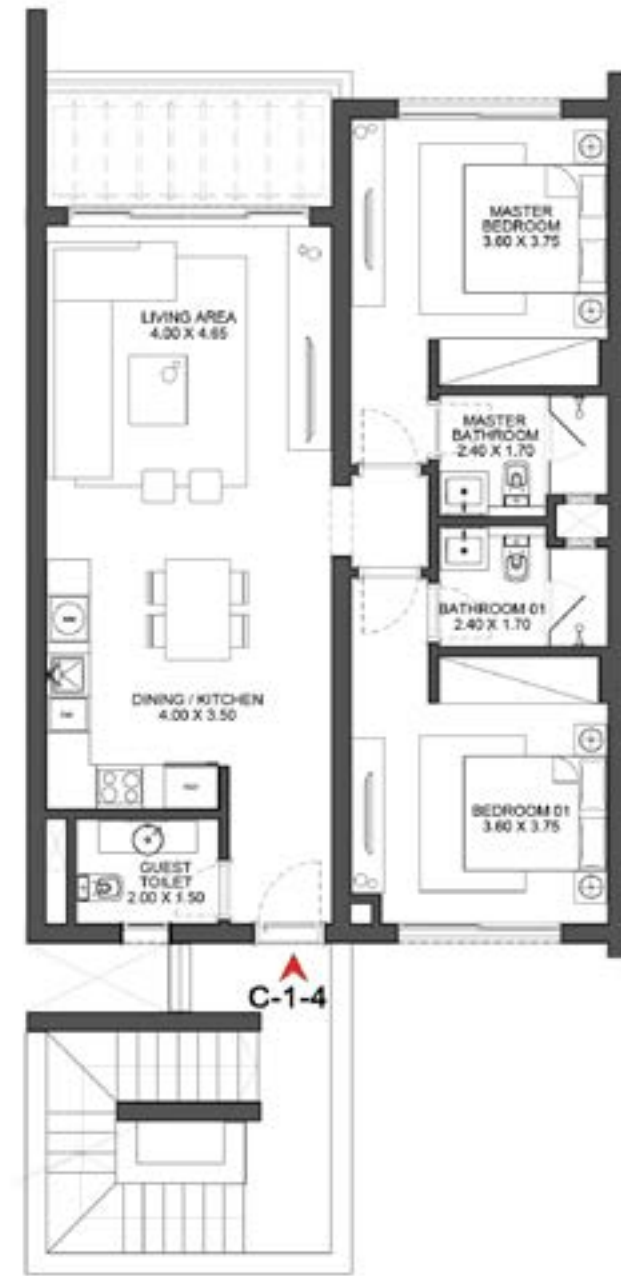 MASTER
BEDROOM
3.60 X 3.75
LIVING AREA
4.00 X 4.65
MASTER
BATHROOM
2.40 X 1.70
BATHROOM 01
2.40 X 1.70
DINING / KITCHEN
4.00 X 3.50
BEDROOM 01
3.60 X 3.75
GUEST
TOILET
2.00 X 1.50
C-1-4